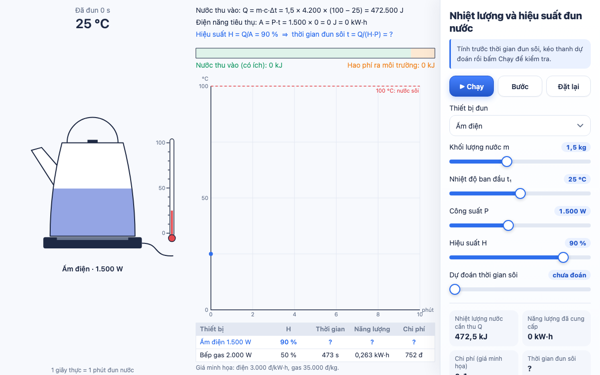 Đã đun 0 s
25 °C
100
50
0
Ấm điện · 1.500 W
1 giây thực = 1 phút đun nước
Nước thu vào: Q = m·c·Δt = 1,5 × 4.200 × (100 − 25) = 472.500 J
Điện năng tiêu thụ: A = P·t = 1.500 × 0 = 0 J = 0 kW·h
Hiệu suất H = Q/A = 90 % ⇒ thời gian đun sôi t = Q/(H·P) = ?
Nước thu vào (có ích): 0 kJ
Hao phí ra môi trường: 0 kJ
°C
100
100 °C: nước sôi
50
0
0 2 4 6 8 10
phút
Thiết bị H Thời gian Năng lượng Chi phí
Ấm điện 1.500 W 90 % ? ? ?
Bếp gas 2.000 W 50 % 473 s 0,263 kW·h 752 đ
Giá minh họa: điện 3.000 đ/kW·h, gas 35.000 đ/kg.
Nhiệt lượng và hiệu suất đun
nước
Tính trước thời gian đun sôi, kéo thanh dự
đoán rồi bấm Chạy để kiểm tra.
▶ Chạy
Bước
Đặt lại
Thiết bị đun
Ấm điện
Khối lượng nước m
1,5 kg
Nhiệt độ ban đầu t₁
25 °C
Công suất P
1.500 W
Hiệu suất H
90 %
Dự đoán thời gian sôi
chưa đoán
Nhiệt lượng nước
cần thu Q
472,5 kJ
Năng lượng đã cung
cấp
0 kW·h
Chi phí (giá minh
họa)
Thời gian đun sôi
?